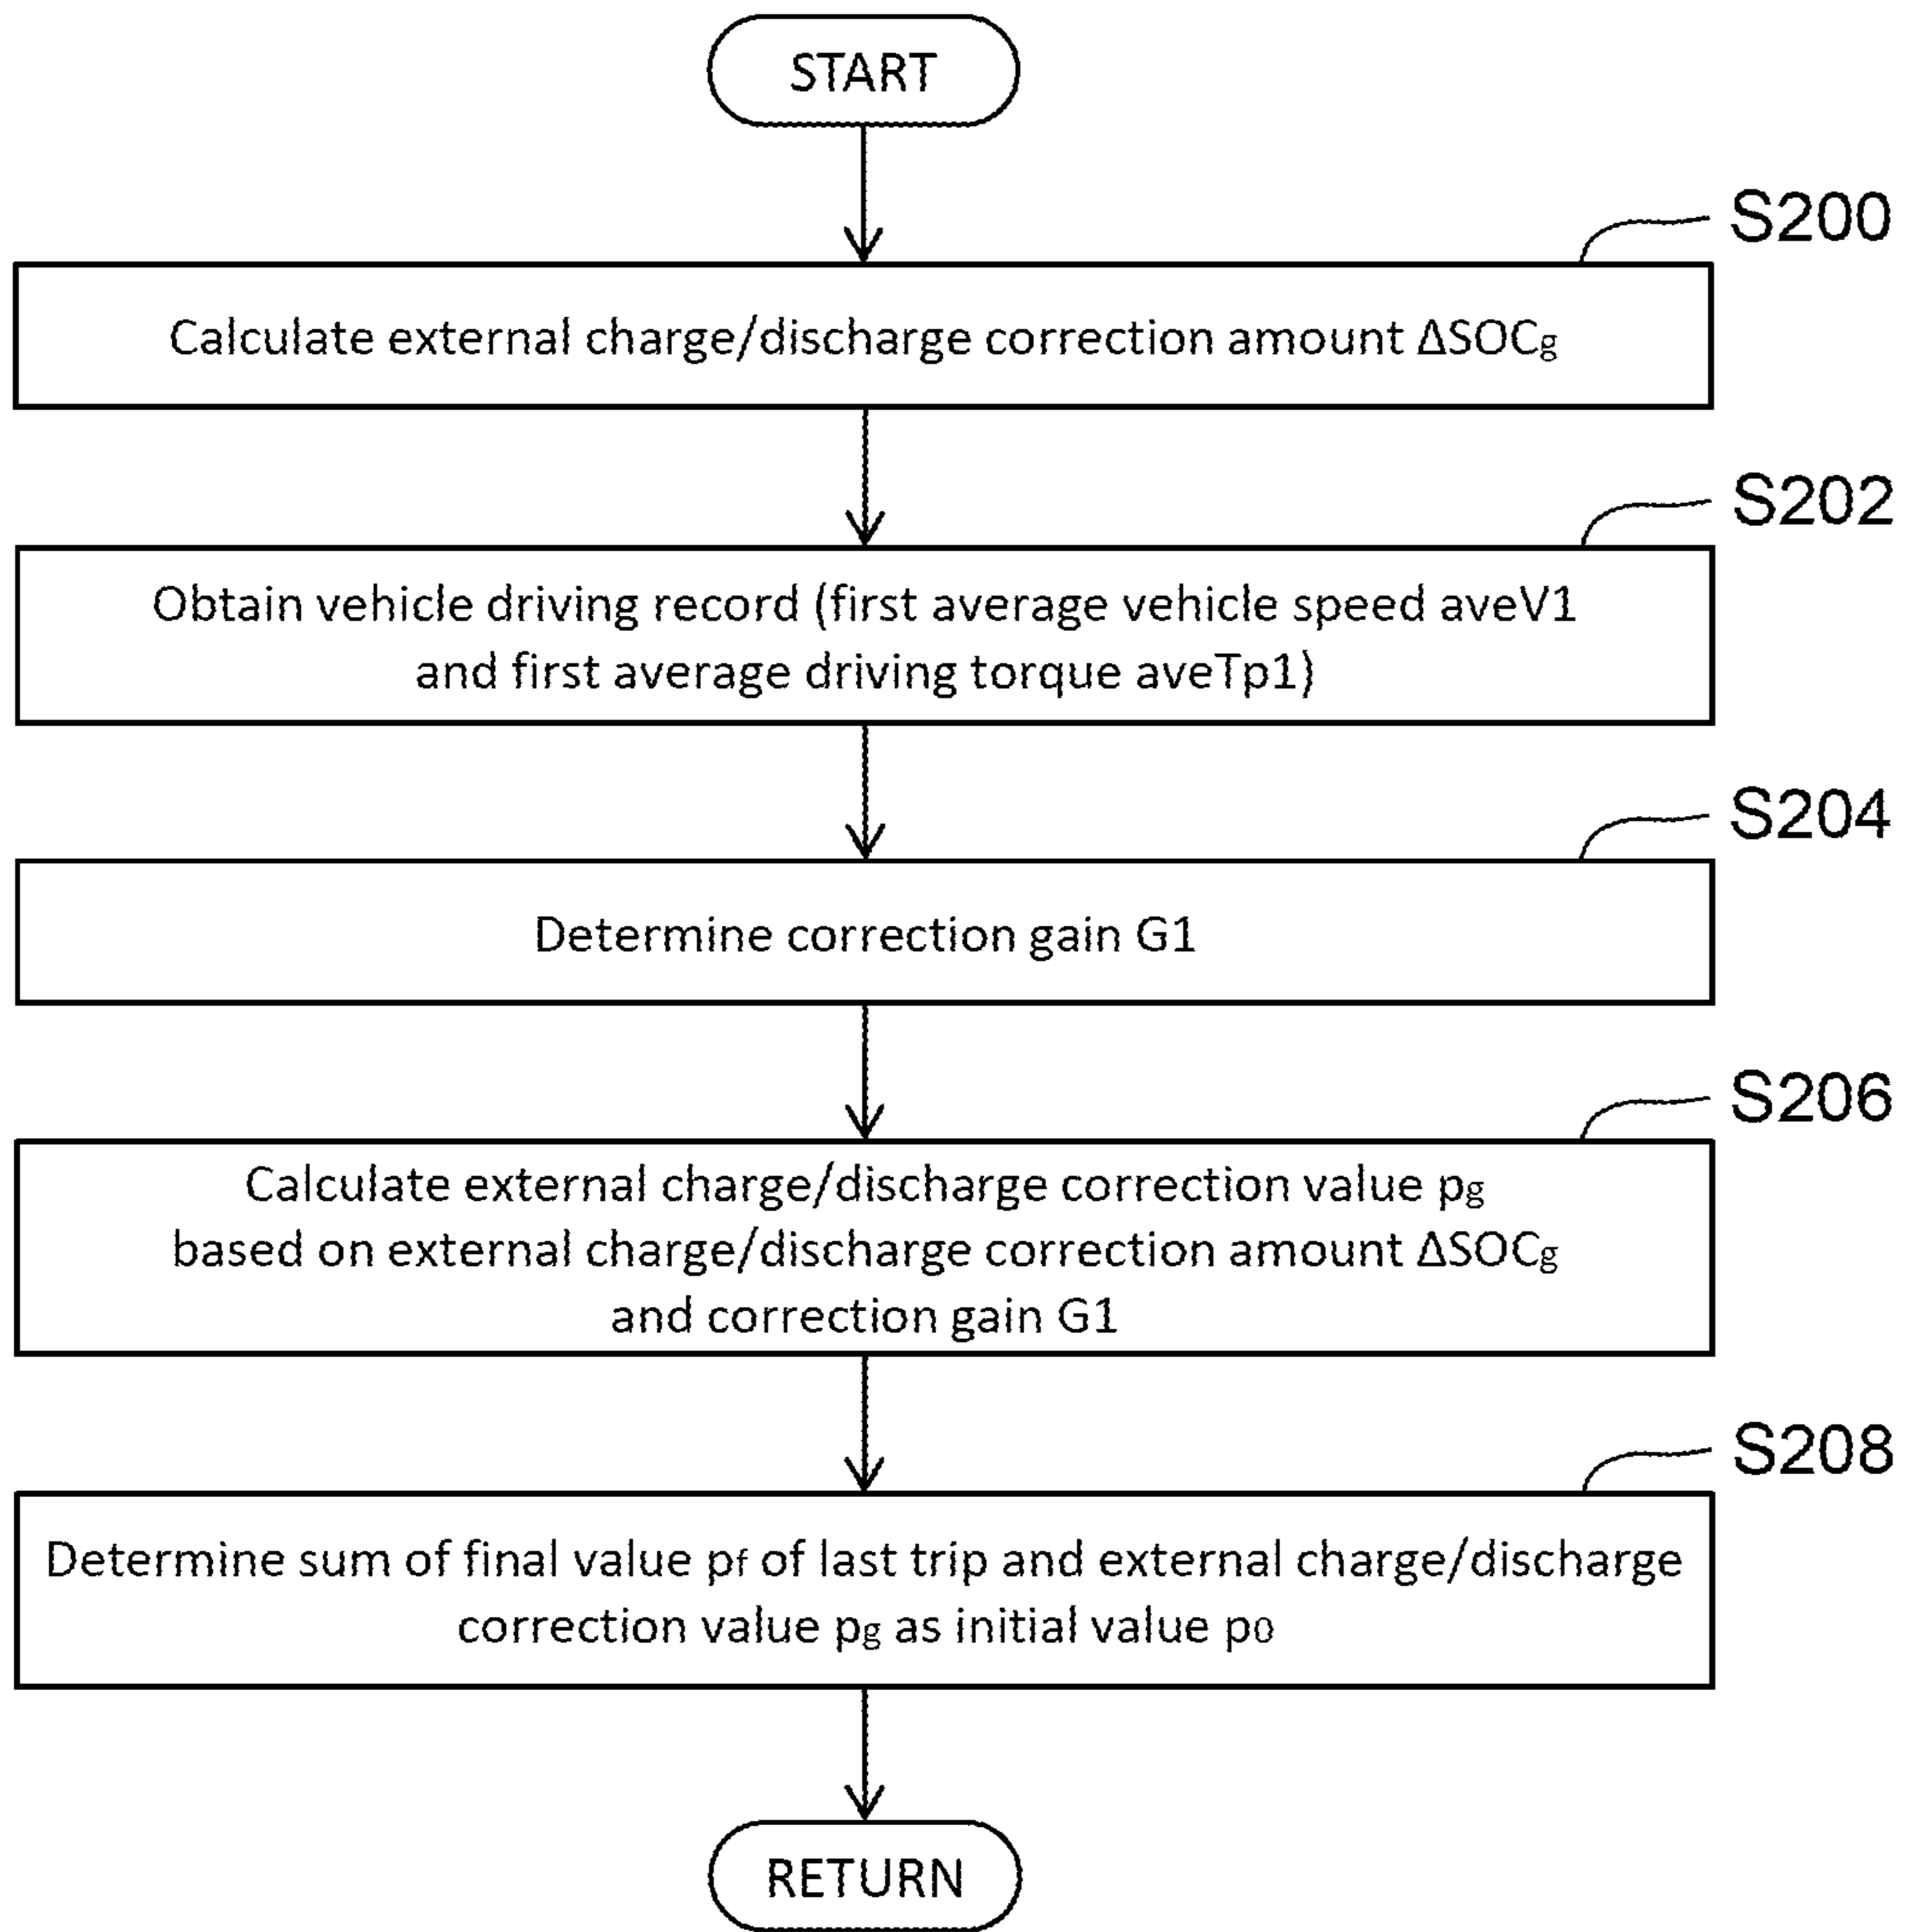 START
S200
Calculate external charge/discharge correction amount ΔSOCg
S202
Obtain vehicle driving record (first average vehicle speed aveV1
and first average driving torque aveTp1)
S204
Determine correction gain G1
S206
Calculate external charge/discharge correction value pg
based on external charge/discharge correction amount ΔSOCg
and correction gain G1
S208
Determine sum of final value pf of last trip and external charge/discharge
correction value pg as initial value p0
RETURN